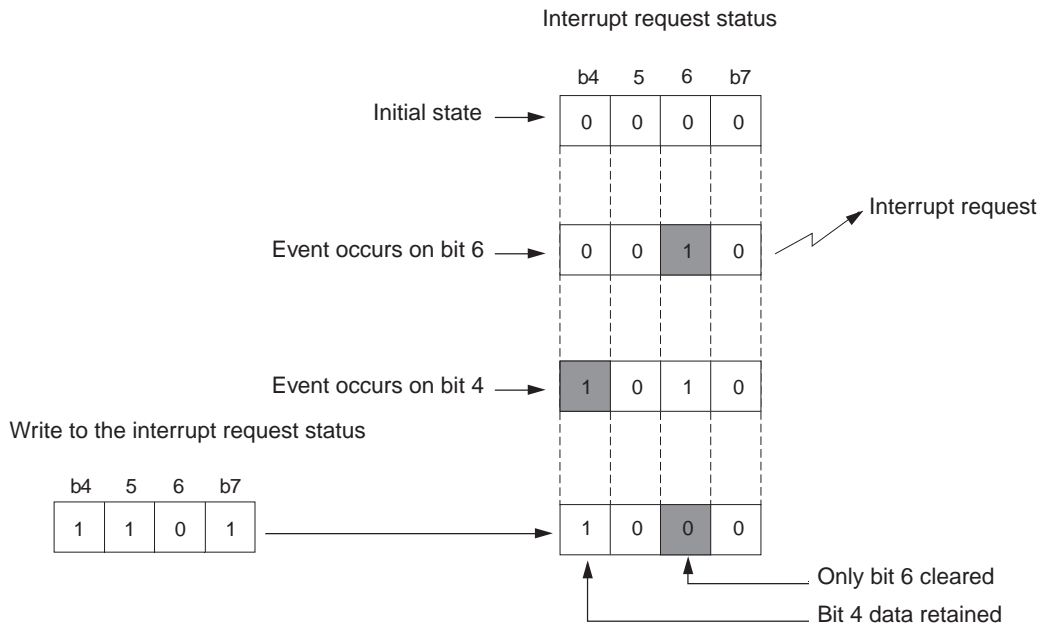 Interrupt request status
b4 5 6 b7
Initial state
0 0 0 0
Interrupt request
Event occurs on bit 6
0 0 1 0
Event occurs on bit 4
1 0 1 0
Write to the interrupt request status
b4 5 6 b7
1 1 0 1
1 0 0 0
Only bit 6 cleared
Bit 4 data retained